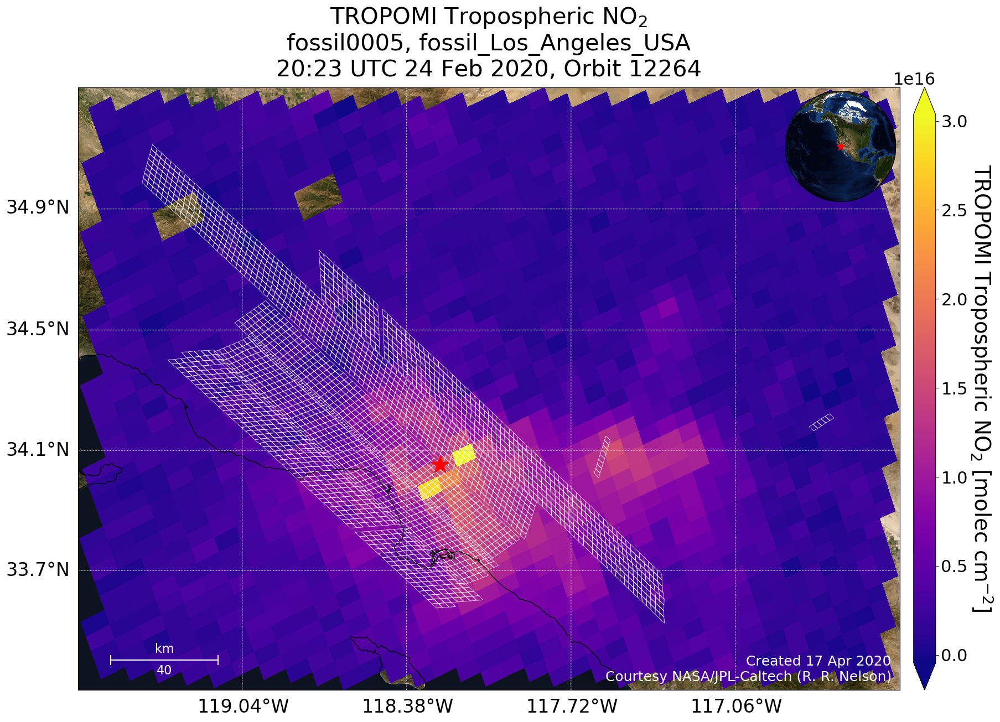 TROPOMI Tropospheric NO₂
fossil0005, fossil_Los_Angeles_USA
20:23 UTC 24 Feb 2020, Orbit 12264
1e16
3.0
2.5
2.0
1.5
1.0
0.5
0.0
TROPOMI Tropospheric NO₂ [molec cm⁻²]
34.9°N
34.5°N
34.1°N
33.7°N
km
40
Created 17 Apr 2020
Courtesy NASA/JPL-Caltech (R. R. Nelson)
119.04°W
118.38°W
117.72°W
117.06°W